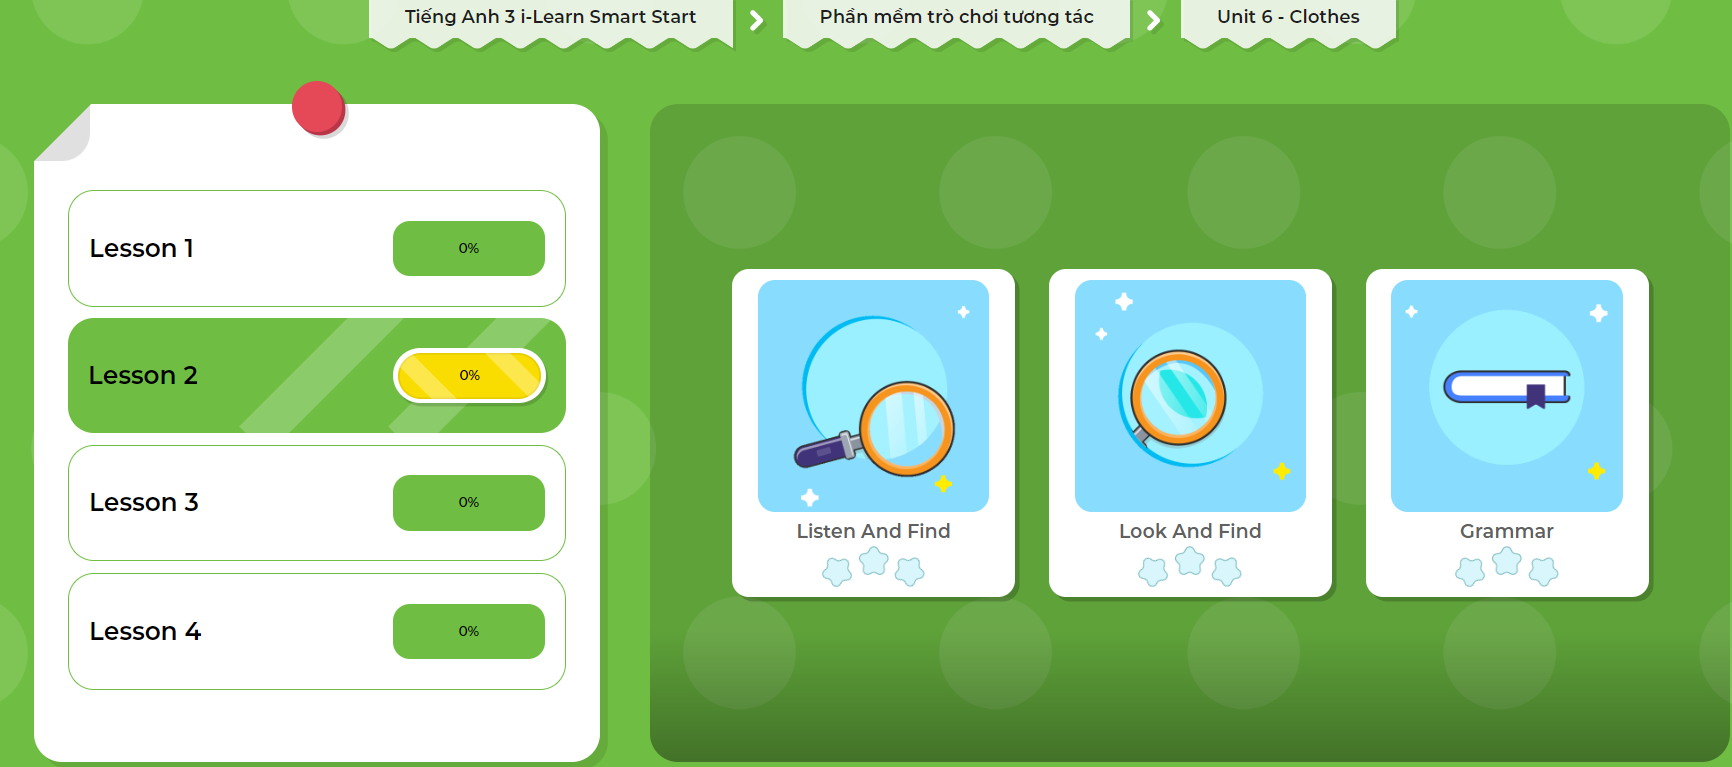 Tiếng Anh 3 i-Learn Smart Start
Phần mềm trò chơi tương tác
Unit 6 - Clothes
Lesson 1
0%
Lesson 2
0%
Lesson 3
0%
Lesson 4
0%
Listen And Find
Look And Find
Grammar